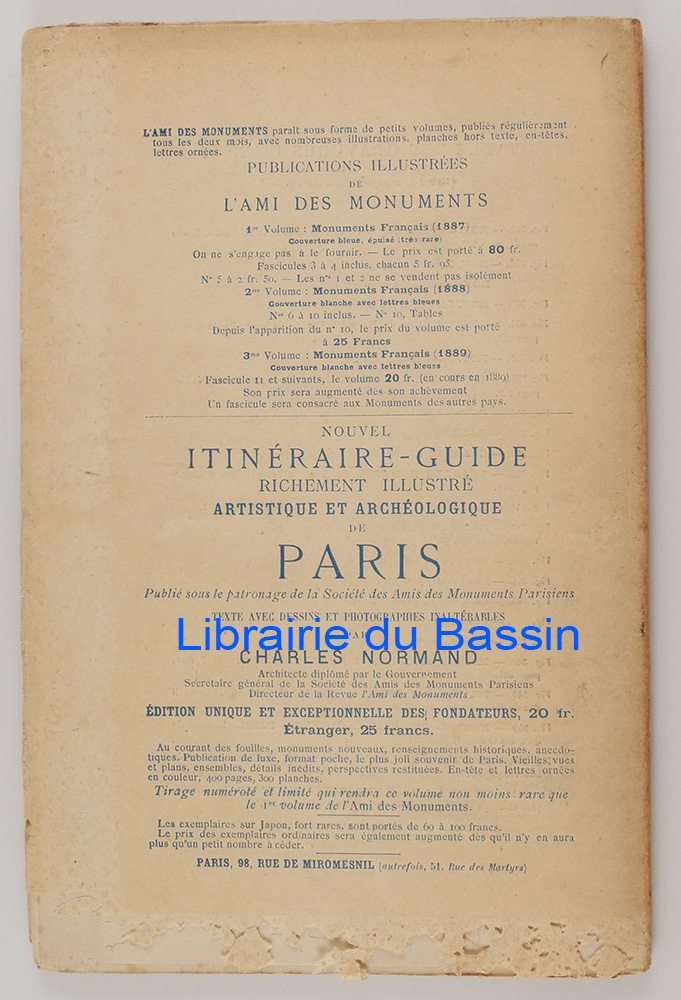 L'AMI DES MONUMENTS paraît sous forme de petits volumes, publiés régulièrement
tous les deux mois, avec nombreuses illustrations, planches hors texte, en-têtes,
lettres ornées.
PUBLICATIONS ILLUSTRÉES
DE
L'AMI DES MONUMENTS
1er Volume : Monuments Français (1887)
Couverture bleue, épuisé (très rare)
On ne s'engage pas à le fournir. — Le prix est porté à 80 fr.
Fascicules 3 à 4 inclus, chacun 5 fr. 95.
N° 5 à 2 fr. 50. — Les nos 1 et 2 ne se vendent pas isolément
2me Volume : Monuments Français (1888)
Couverture blanche avec lettres bleues
Nos 6 à 10 inclus. — N° 10, Tables
Depuis l'apparition du n° 10, le prix du volume est porté
à 25 Francs
3me Volume : Monuments Français (1889)
Couverture blanche avec lettres bleues
Fascicule 11 et suivants, le volume 20 fr. (en cours en 1889)
Son prix sera augmenté dès son achèvement
Un fascicule sera consacré aux Monuments des autres pays.
NOUVEL
ITINÉRAIRE-GUIDE
RICHEMENT ILLUSTRÉ
ARTISTIQUE ET ARCHÉOLOGIQUE
DE
PARIS
Publié sous le patronage de la Société des Amis des Monuments Parisiens
TEXTE AVEC DESSINS ET PHOTOGRAPHIES INALTÉRABLES
PAR
Librairie du Bassin
CHARLES NORMAND
Architecte diplômé par le Gouvernement
Secrétaire général de la Société des Amis des Monuments Parisiens
Directeur de la Revue l'Ami des Monuments
ÉDITION UNIQUE ET EXCEPTIONNELLE DES FONDATEURS, 20 fr.
Étranger, 25 francs.
Au courant des fouilles, monuments nouveaux, renseignements historiques, anecdo-
tiques. Publication de luxe, format poche, le plus joli souvenir de Paris. Vieilles vues
et plans, ensembles, détails inédits, perspectives restituées. En-tête et lettres ornées
en couleur, 400 pages, 300 planches.
Tirage numéroté et limité qui rendra ce volume non moins rare que
le 1er volume de l'Ami des Monuments.
Les exemplaires sur Japon, fort rares, sont portés de 60 à 100 francs.
Le prix des exemplaires ordinaires sera également augmenté dès qu'il n'y en aura
plus qu'un petit nombre à céder.
PARIS, 98, RUE DE MIROMESNIL (autrefois, 51, Rue des Martyrs)